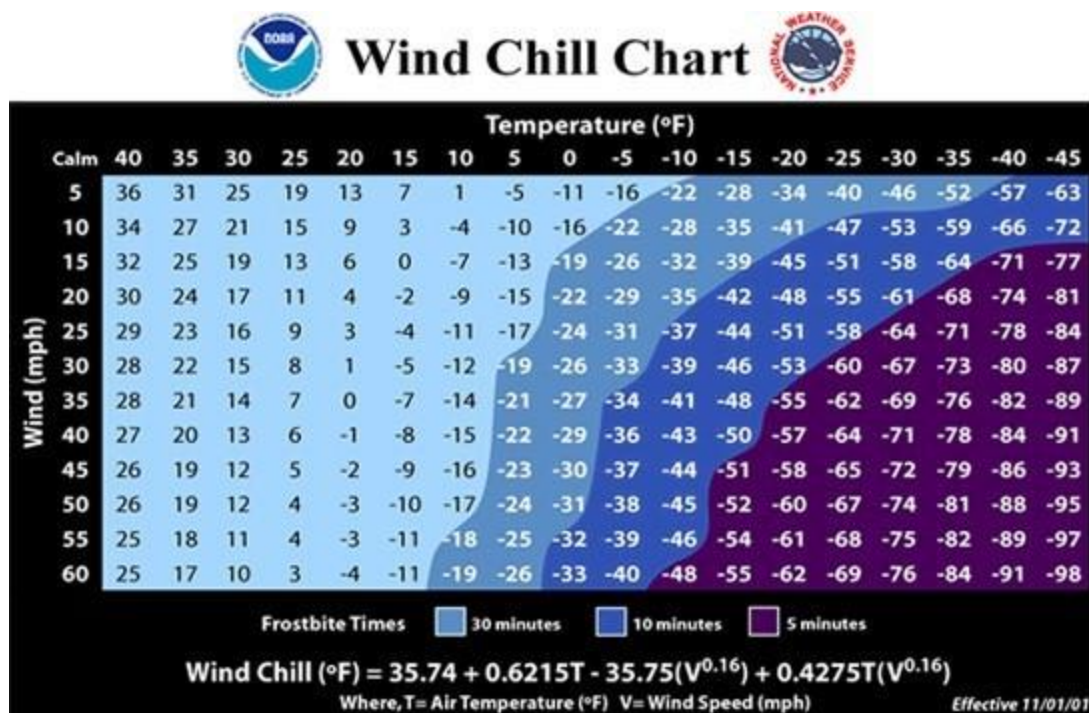 NOAA
Wind Chill Chart
NATIONAL WEATHER SERVICE
Temperature (ºF)
Calm 40 35 30 25 20 15 10 5 0 -5 -10 -15 -20 -25 -30 -35 -40 -45
Wind (mph)
5 36 31 25 19 13 7 1 -5 -11 -16 -22 -28 -34 -40 -46 -52 -57 -63
10 34 27 21 15 9 3 -4 -10 -16 -22 -28 -35 -41 -47 -53 -59 -66 -72
15 32 25 19 13 6 0 -7 -13 -19 -26 -32 -39 -45 -51 -58 -64 -71 -77
20 30 24 17 11 4 -2 -9 -15 -22 -29 -35 -42 -48 -55 -61 -68 -74 -81
25 29 23 16 9 3 -4 -11 -17 -24 -31 -37 -44 -51 -58 -64 -71 -78 -84
30 28 22 15 8 1 -5 -12 -19 -26 -33 -39 -46 -53 -60 -67 -73 -80 -87
35 28 21 14 7 0 -7 -14 -21 -27 -34 -41 -48 -55 -62 -69 -76 -82 -89
40 27 20 13 6 -1 -8 -15 -22 -29 -36 -43 -50 -57 -64 -71 -78 -84 -91
45 26 19 12 5 -2 -9 -16 -23 -30 -37 -44 -51 -58 -65 -72 -79 -86 -93
50 26 19 12 4 -3 -10 -17 -24 -31 -38 -45 -52 -60 -67 -74 -81 -88 -95
55 25 18 11 4 -3 -11 -18 -25 -32 -39 -46 -54 -61 -68 -75 -82 -89 -97
60 25 17 10 3 -4 -11 -19 -26 -33 -40 -48 -55 -62 -69 -76 -84 -91 -98
Frostbite Times 30 minutes 10 minutes 5 minutes
Wind Chill (ºF) = 35.74 + 0.6215T - 35.75(V^0.16) + 0.4275T(V^0.16)
Where, T= Air Temperature (ºF) V= Wind Speed (mph)
Effective 11/01/0